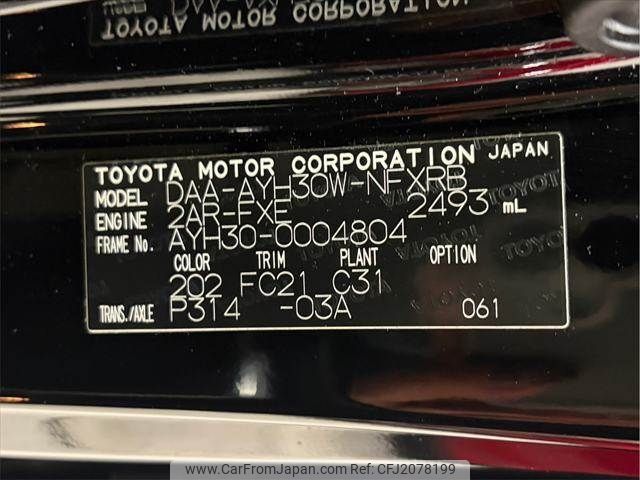 TOYOTA MOTOR CORPORATION JAPAN
MODEL DAA-AYH30W-NFXRB
ENGINE 2AR-FXE 2493 mL
FRAME No. AYH30-0004804
COLOR TRIM PLANT OPTION
202 FC21 C31
TRANS./AXLE P314 -03A 061
www.CarFromJapan.com | CFJ2078199